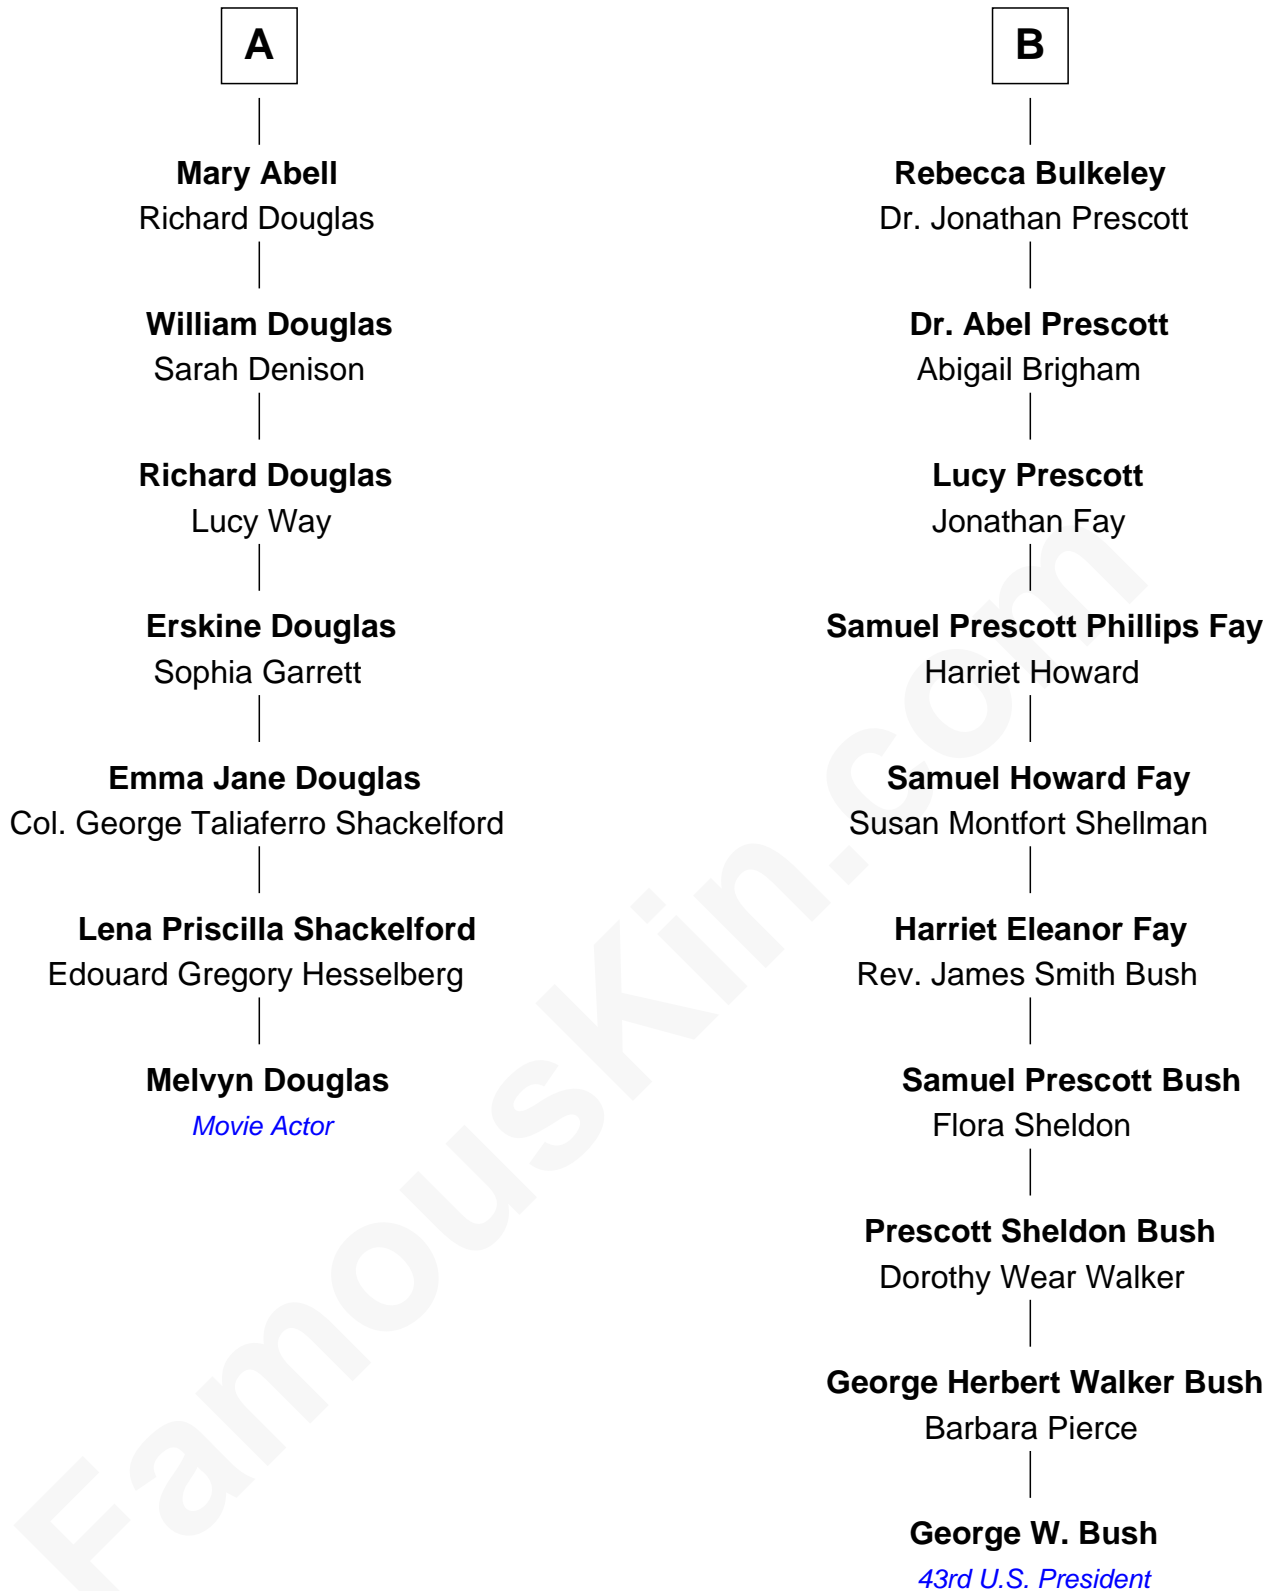 A
Mary Abell
Richard Douglas
William Douglas
Sarah Denison
Richard Douglas
Lucy Way
Erskine Douglas
Sophia Garrett
Emma Jane Douglas
Col. George Taliaferro Shackelford
Lena Priscilla Shackelford
Edouard Gregory Hesselberg
Melvyn Douglas
Movie Actor
B
Rebecca Bulkeley
Dr. Jonathan Prescott
Dr. Abel Prescott
Abigail Brigham
Lucy Prescott
Jonathan Fay
Samuel Prescott Phillips Fay
Harriet Howard
Samuel Howard Fay
Susan Montfort Shellman
Harriet Eleanor Fay
Rev. James Smith Bush
Samuel Prescott Bush
Flora Sheldon
Prescott Sheldon Bush
Dorothy Wear Walker
George Herbert Walker Bush
Barbara Pierce
George W. Bush
43rd U.S. President
FamousKin.com